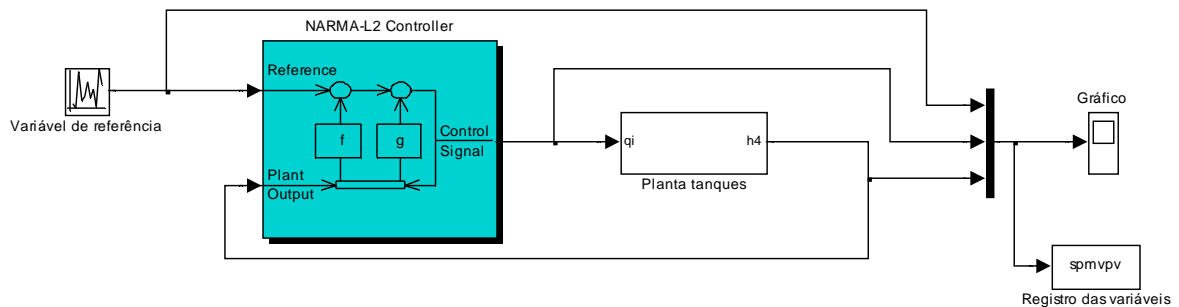 NARMA-L2 Controller
Reference
f
g
Control
Signal
Plant
Output
Variável de referência
qi
h4
Planta tanques
Gráfico
spmvpv
Registro das variáveis